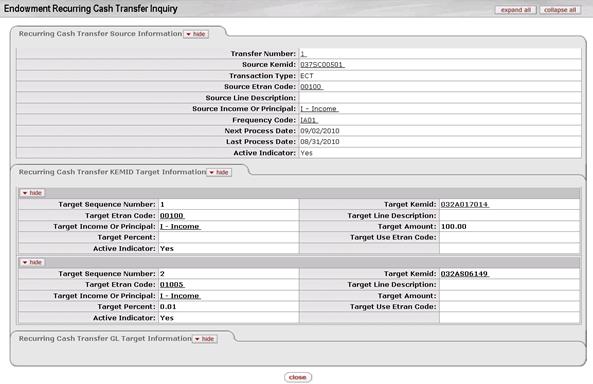 Endowment Recurring Cash Transfer Inquiry
expand all collapse all
Recurring Cash Transfer Source Information hide
Transfer Number: 1
Source Kemid: 037SC00501
Transaction Type: ECT
Source Etran Code: 00100
Source Line Description:
Source Income Or Principal: I - Income
Frequency Code: IA01
Next Process Date: 09/02/2010
Last Process Date: 08/31/2010
Active Indicator: Yes
Recurring Cash Transfer KEMID Target Information hide
hide
Target Sequence Number: 1 Target Kemid: 032A017014
Target Etran Code: 00100 Target Line Description:
Target Income Or Principal: I - Income Target Amount: 100.00
Target Percent: Target Use Etran Code:
Active Indicator: Yes
hide
Target Sequence Number: 2 Target Kemid: 032AS06149
Target Etran Code: 01005 Target Line Description:
Target Income Or Principal: I - Income Target Amount:
Target Percent: 0.01 Target Use Etran Code:
Active Indicator: Yes
Recurring Cash Transfer GL Target Information hide
close